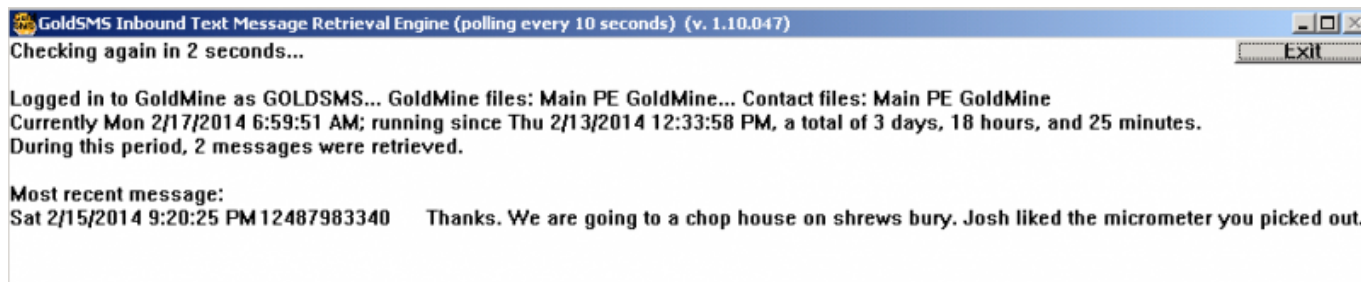 GoldSMS Inbound Text Message Retrieval Engine (polling every 10 seconds) (v. 1.10.047)
Checking again in 2 seconds...
Exit
Logged in to GoldMine as GOLDSMS... GoldMine files: Main PE GoldMine... Contact files: Main PE GoldMine
Currently Mon 2/17/2014 6:59:51 AM; running since Thu 2/13/2014 12:33:58 PM, a total of 3 days, 18 hours, and 25 minutes.
During this period, 2 messages were retrieved.
Most recent message:
Sat 2/15/2014 9:20:25 PM 12487983340 Thanks. We are going to a chop house on shrews bury. Josh liked the micrometer you picked out.